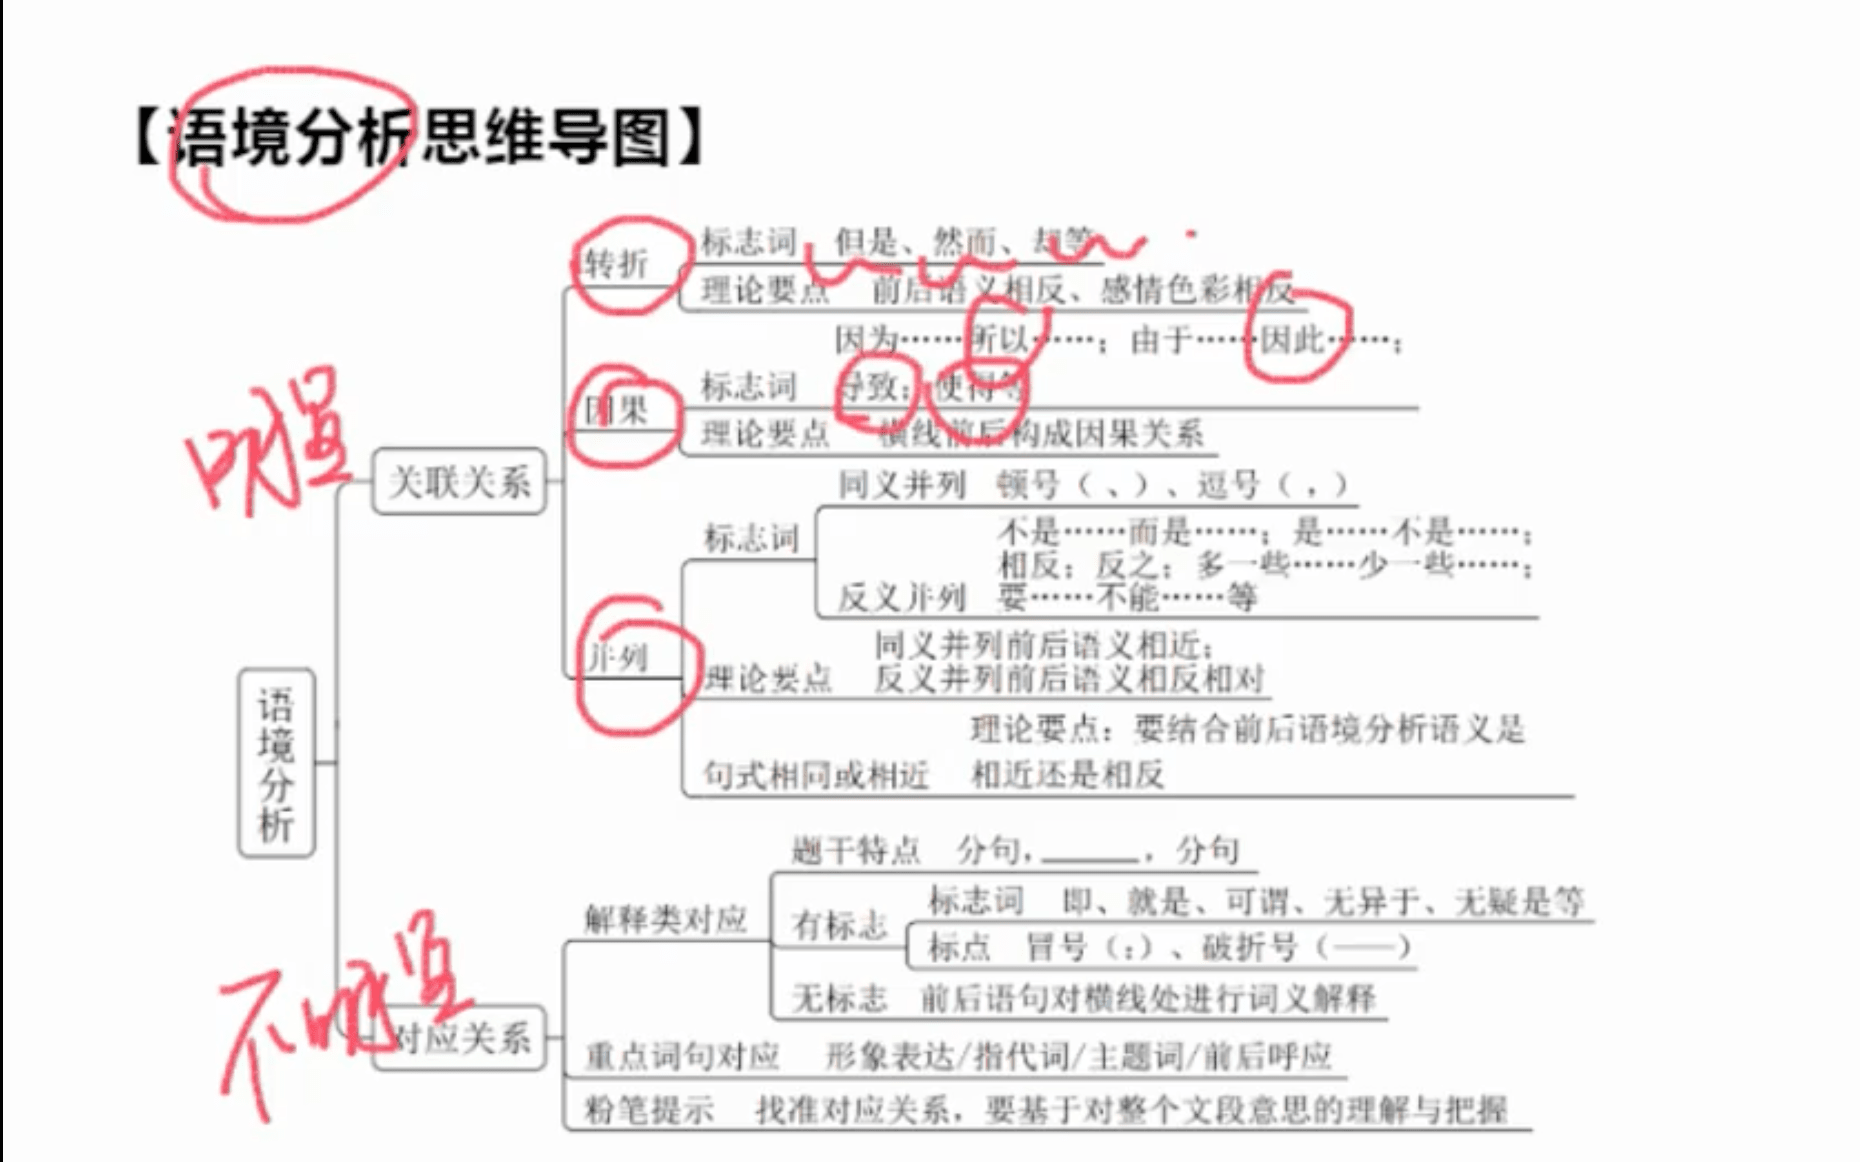 【语境分析思维导图】
转折
标志词 但是、然而、却等
理论要点 前后语义相反、感情色彩相反
因为……所以……；由于……因此……；
因果
标志词 导致；使得等
理论要点 横线前后构成因果关系
明显
关联关系
同义并列 顿号（、）、逗号（，）
标志词
不是……而是……；是……不是……；
相反；反之；多一些……少一些……；
反义并列 要……不能……等
并列
同义并列前后语义相近；
理论要点 反义并列前后语义相反相对
理论要点：要结合前后语境分析语义是
句式相同或相近 相近还是相反
语境分析
题干特点 分句，______，分句
解释类对应
有标志
标志词 即、就是、可谓、无异于、无疑是等
标点 冒号（：）、破折号（——）
无标志 前后语句对横线处进行词义解释
不明显
对应关系
重点词句对应 形象表达/指代词/主题词/前后呼应
粉笔提示 找准对应关系，要基于对整个文段意思的理解与把握